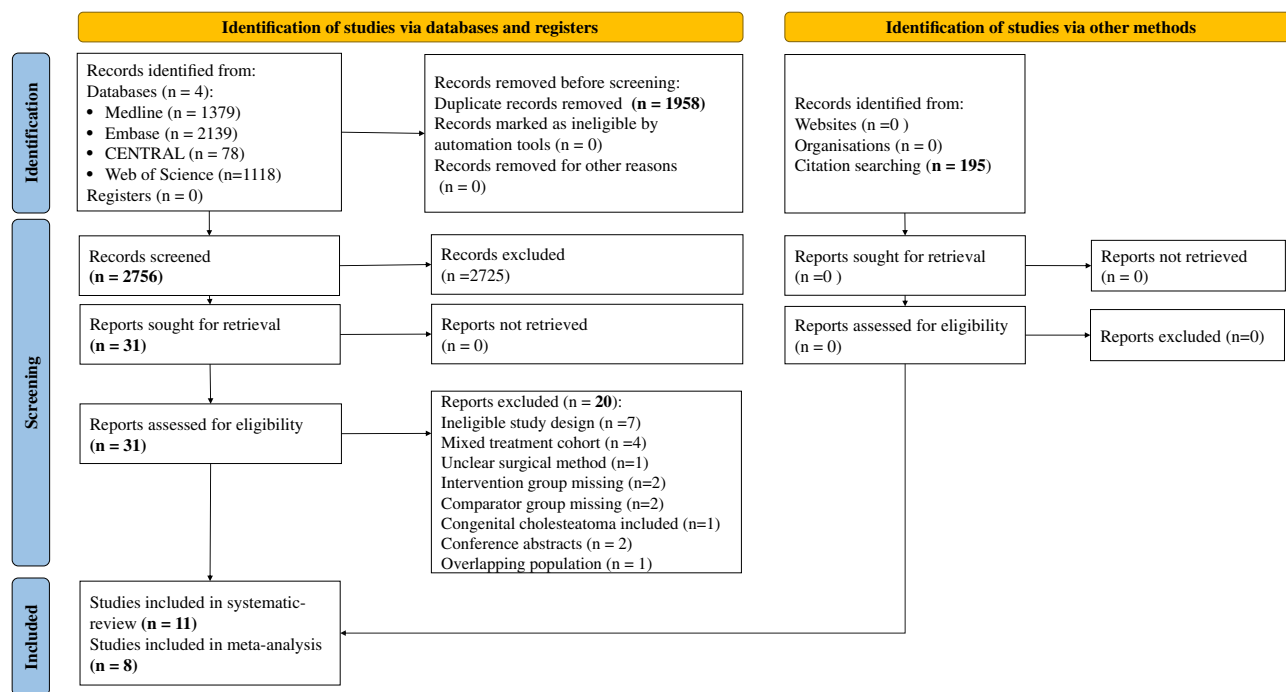 Identification of studies via databases and registers
Identification of studies via other methods
Identification
Records identified from:
Databases (n = 4):
• Medline (n = 1379)
• Embase (n = 2139)
• CENTRAL (n = 78)
• Web of Science (n=1118)
Registers (n = 0)
Records removed before screening:
Duplicate records removed (n = 1958)
Records marked as ineligible by
automation tools (n = 0)
Records removed for other reasons
(n = 0)
Records identified from:
Websites (n =0 )
Organisations (n = 0)
Citation searching (n = 195)
Screening
Records screened
(n = 2756)
Records excluded
(n =2725)
Reports sought for retrieval
(n =0 )
Reports not retrieved
(n = 0)
Reports sought for retrieval
(n = 31)
Reports not retrieved
(n = 0)
Reports assessed for eligibility
(n = 0)
Reports excluded (n=0)
Reports assessed for eligibility
(n = 31)
Reports excluded (n = 20):
Ineligible study design (n =7)
Mixed treatment cohort (n =4)
Unclear surgical method (n=1)
Intervention group missing (n=2)
Comparator group missing (n=2)
Congenital cholesteatoma included (n=1)
Conference abstracts (n = 2)
Overlapping population (n = 1)
Included
Studies included in systematic-
review (n = 11)
Studies included in meta-analysis
(n = 8)